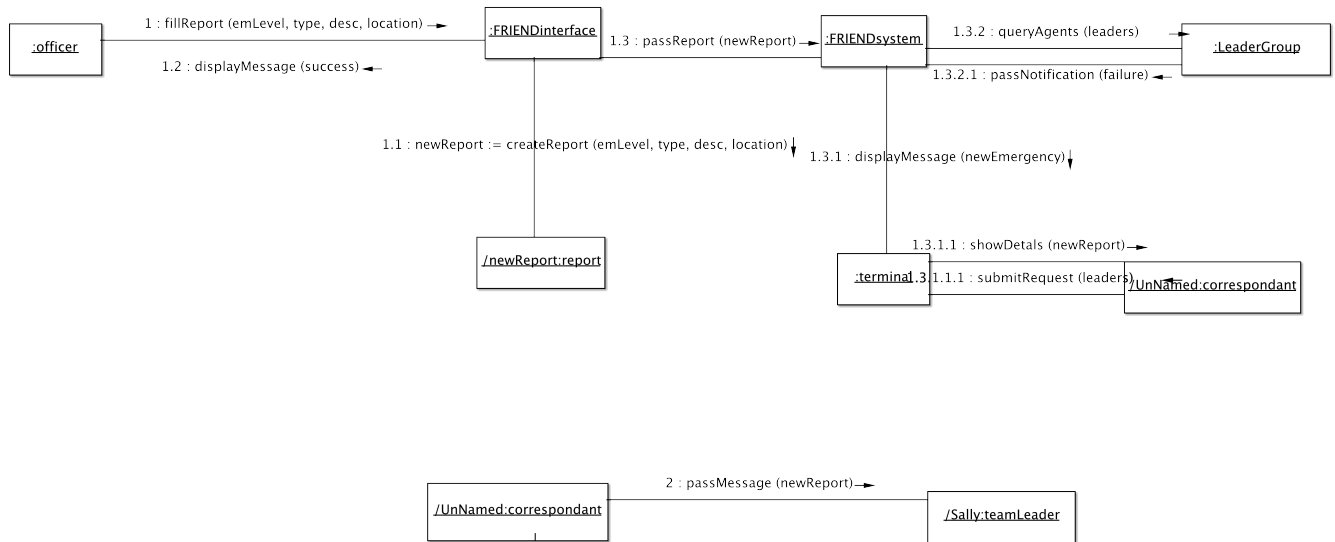 1 : fillReport (emLevel, type, desc, location)
:officer
:FRIENDinterface
1.2 : displayMessage (success)
1.3 : passReport (newReport)
:FRIENDsystem
1.3.2 : queryAgents (leaders)
:LeaderGroup
1.3.2.1 : passNotification (failure)
1.1 : newReport := createReport (emLevel, type, desc, location)
1.3.1 : displayMessage (newEmergency)
/newReport:report
1.3.1.1 : showDetals (newReport)
:terminal
1.3.1.1.1 : submitRequest (leaders)
/UnNamed:correspondant
2 : passMessage (newReport)
/UnNamed:correspondant
/Sally:teamLeader